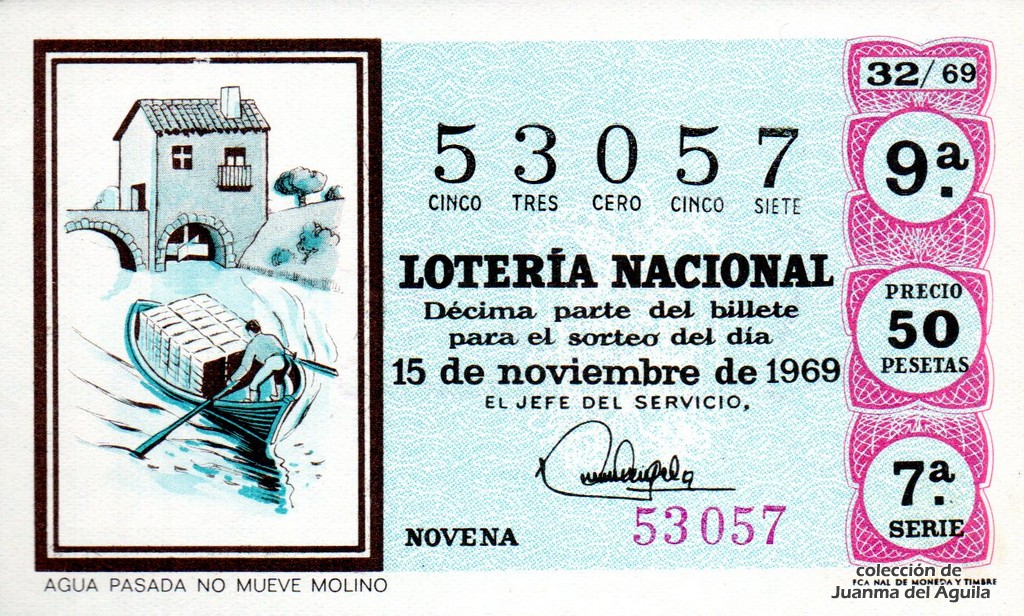 32/69
53057
CINCO TRES CERO CINCO SIETE
9.ª
LOTERÍA NACIONAL
Décima parte del billete
para el sorteo del día
15 de noviembre de 1969
EL JEFE DEL SERVICIO,
PRECIO
50
PESETAS
NOVENA
53057
7.ª
SERIE
AGUA PASADA NO MUEVE MOLINO
colección de
FCA NAL DE MONEDA Y TIMBRE
Juanma del Aguila